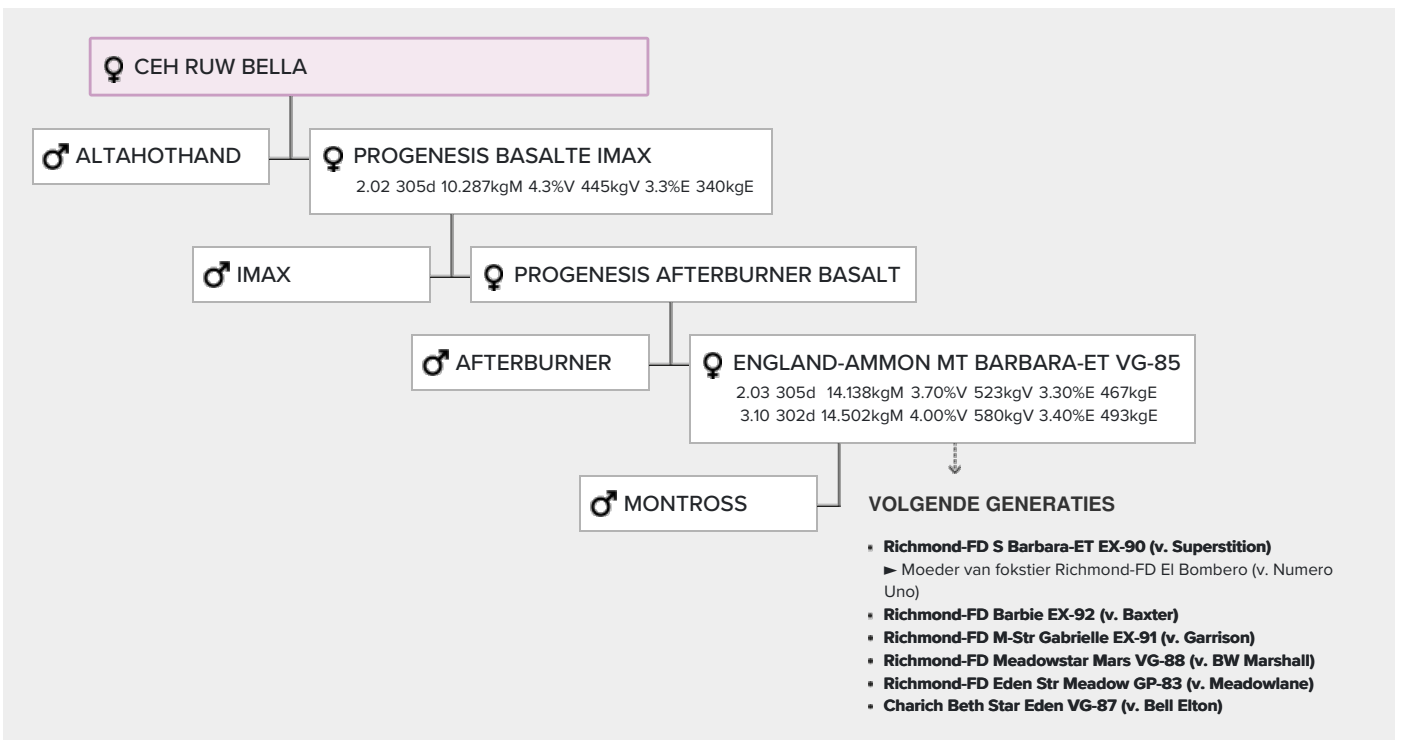 CEH RUW BELLA
ALTAHOTHAND
PROGENESIS BASALTE IMAX
2.02 305d 10.287kgM 4.3%V 445kgV 3.3%E 340kgE
IMAX
PROGENESIS AFTERBURNER BASALT
AFTERBURNER
ENGLAND-AMMON MT BARBARA-ET VG-85
2.03 305d 14.138kgM 3.70%V 523kgV 3.30%E 467kgE
3.10 302d 14.502kgM 4.00%V 580kgV 3.40%E 493kgE
MONTROSS
VOLGENDE GENERATIES
Richmond-FD S Barbara-ET EX-90 (v. Superstition)
► Moeder van fokstier Richmond-FD El Bombero (v. Numero
Uno)
Richmond-FD Barbie EX-92 (v. Baxter)
Richmond-FD M-Str Gabrielle EX-91 (v. Garrison)
Richmond-FD Meadowstar Mars VG-88 (v. BW Marshall)
Richmond-FD Eden Str Meadow GP-83 (v. Meadowlane)
Charich Beth Star Eden VG-87 (v. Bell Elton)